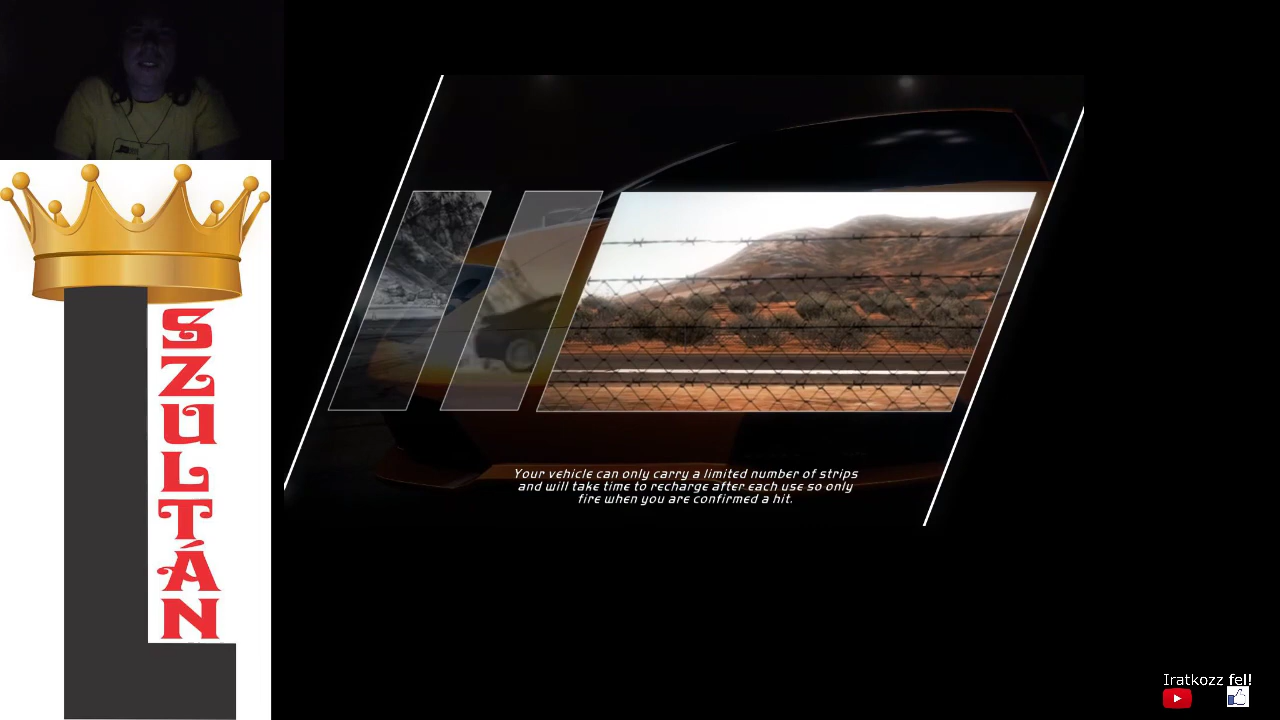 L
SZULTÁN
Your vehicle can only carry a limited number of strips
and will take time to recharge after each use so only
fire when you are confirmed a hit.
Iratkozz fel!